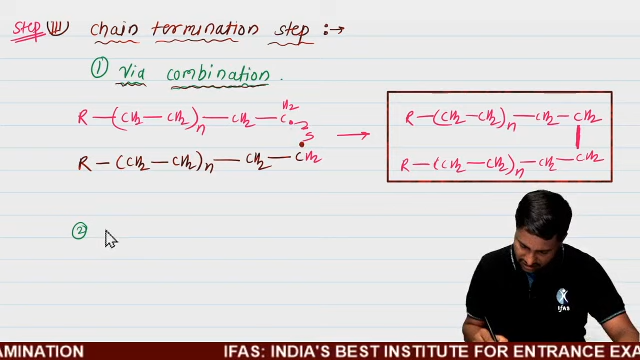 Step III chain termination step :→
① via combination.
R—(CH2—CH2)n—CH2—CH2•
R—(CH2—CH2)n—CH2—CH2•
→
R—(CH2—CH2)n—CH2—CH2
R—(CH2—CH2)n—CH2—CH2
②
iFAS
AMINATION IFAS: INDIA'S BEST INSTITUTE FOR ENTRANCE EXA